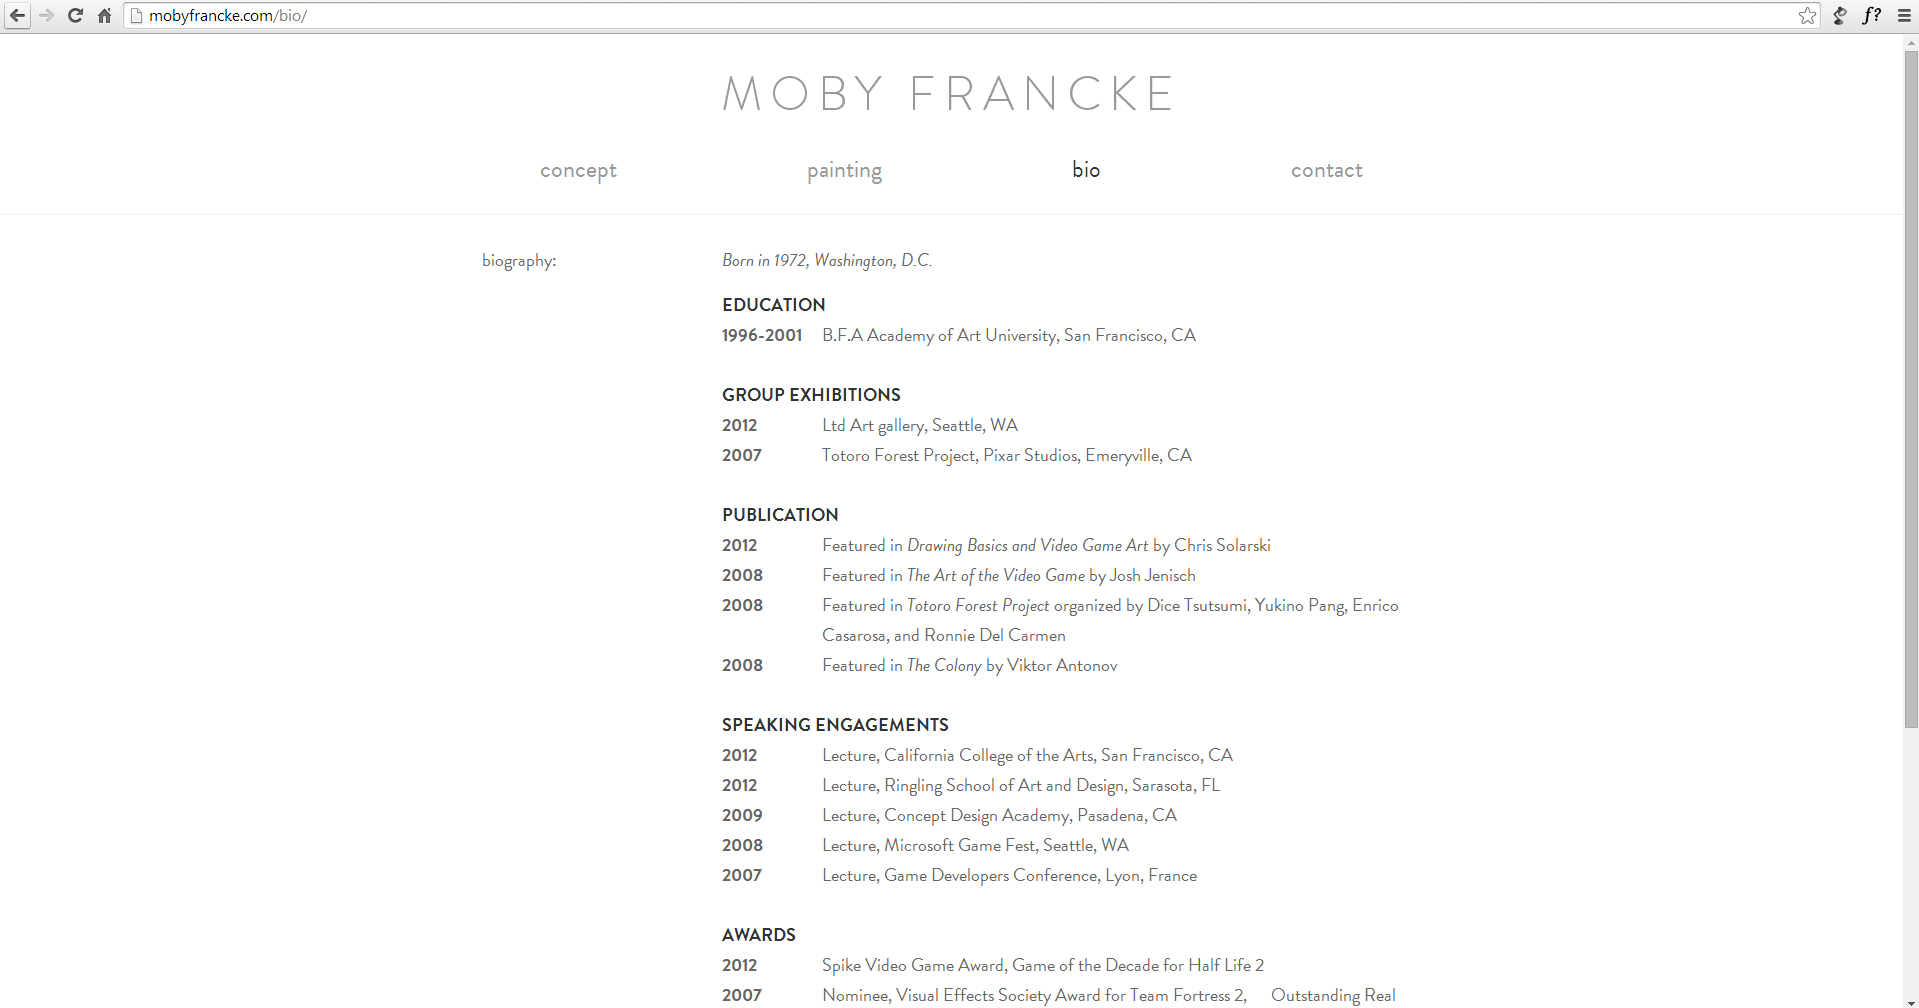 mobyfrancke.com/bio/
f?
MOBY FRANCKE
concept painting bio contact
biography: Born in 1972, Washington, D.C.
EDUCATION
1996-2001 B.F.A Academy of Art University, San Francisco, CA
GROUP EXHIBITIONS
2012 Ltd Art gallery, Seattle, WA
2007 Totoro Forest Project, Pixar Studios, Emeryville, CA
PUBLICATION
2012 Featured in Drawing Basics and Video Game Art by Chris Solarski
2008 Featured in The Art of the Video Game by Josh Jenisch
2008 Featured in Totoro Forest Project organized by Dice Tsutsumi, Yukino Pang, Enrico
Casarosa, and Ronnie Del Carmen
2008 Featured in The Colony by Viktor Antonov
SPEAKING ENGAGEMENTS
2012 Lecture, California College of the Arts, San Francisco, CA
2012 Lecture, Ringling School of Art and Design, Sarasota, FL
2009 Lecture, Concept Design Academy, Pasadena, CA
2008 Lecture, Microsoft Game Fest, Seattle, WA
2007 Lecture, Game Developers Conference, Lyon, France
AWARDS
2012 Spike Video Game Award, Game of the Decade for Half Life 2
2007 Nominee, Visual Effects Society Award for Team Fortress 2, Outstanding Real